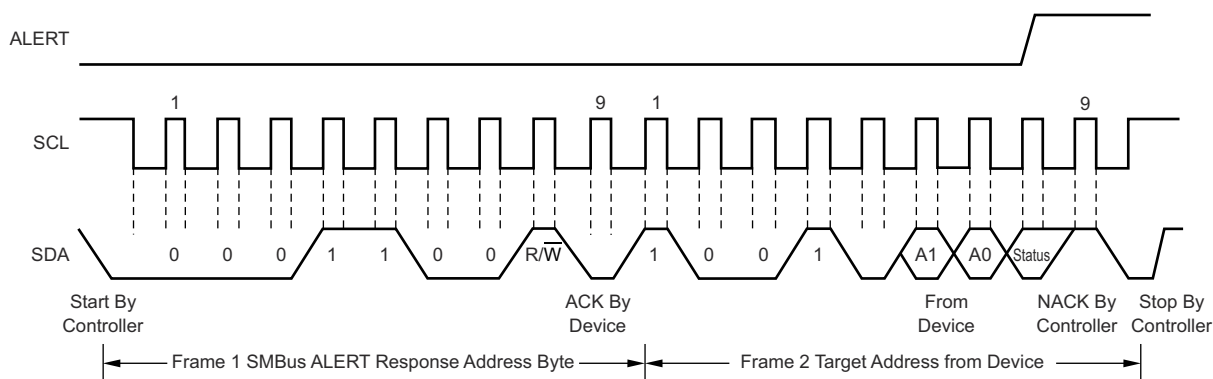 ALERT
1 9 1 9
SCL
SDA
0 0 0 1 1 0 0 R/W 1 0 0 1 A1 A0 Status
Start By
Controller
ACK By
Device
From
Device
NACK By
Controller
Stop By
Controller
Frame 1 SMBus ALERT Response Address Byte
Frame 2 Target Address from Device